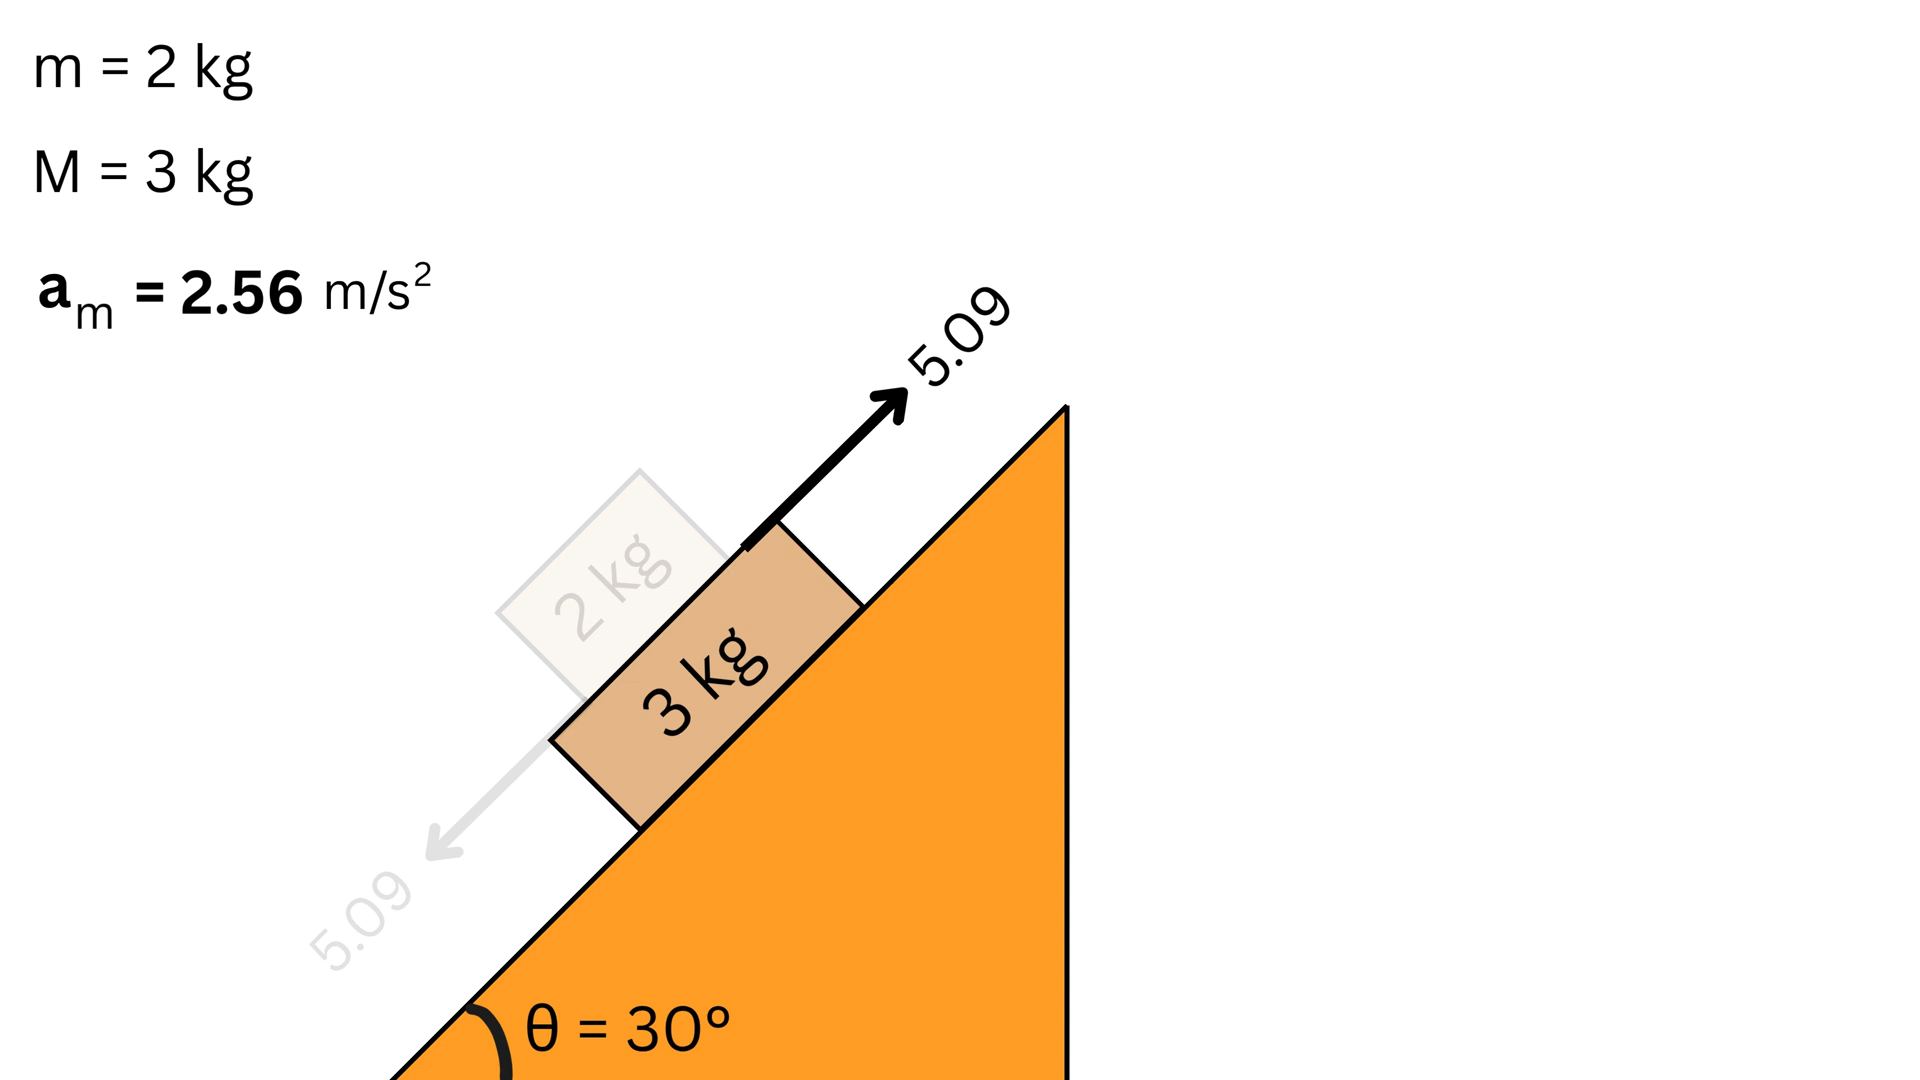 m = 2 kg
M = 3 kg
a_m = 2.56 m/s²
5.09
2 kg
3 kg
5.09
θ = 30°